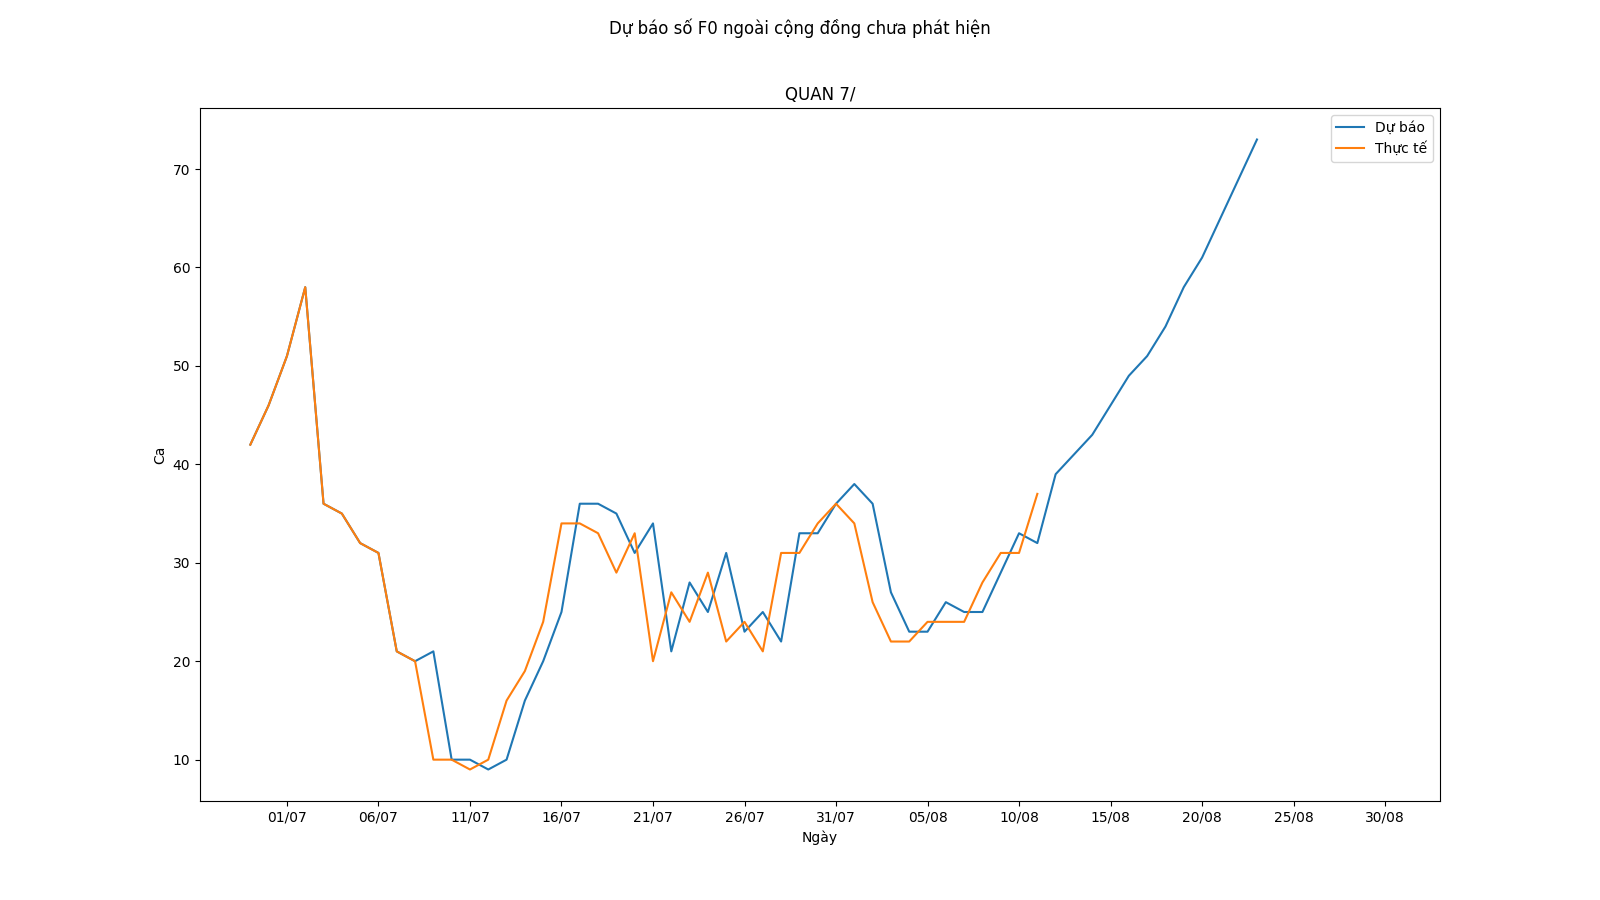 Dự báo số F0 ngoài cộng đồng chưa phát hiện
QUAN 7/
Dự báo
Thực tế
70
60
50
40
30
20
10
Ca
01/07 06/07 11/07 16/07 21/07 26/07 31/07 05/08 10/08 15/08 20/08 25/08 30/08
Ngày